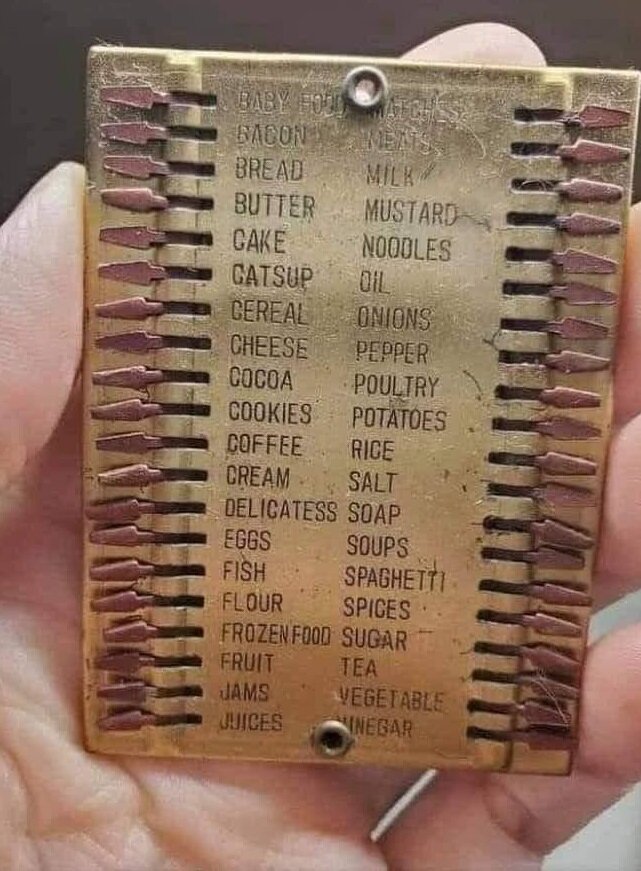 BABY FOOD MATCHES
BACON MEATS
BREAD MILK
BUTTER MUSTARD
CAKE NOODLES
CATSUP OIL
CEREAL ONIONS
CHEESE PEPPER
COCOA POULTRY
COOKIES POTATOES
COFFEE RICE
CREAM SALT
DELICATESS SOAP
EGGS SOUPS
FISH SPAGHETTI
FLOUR SPICES
FROZEN FOOD SUGAR
FRUIT TEA
JAMS VEGETABLE
JUICES VINEGAR